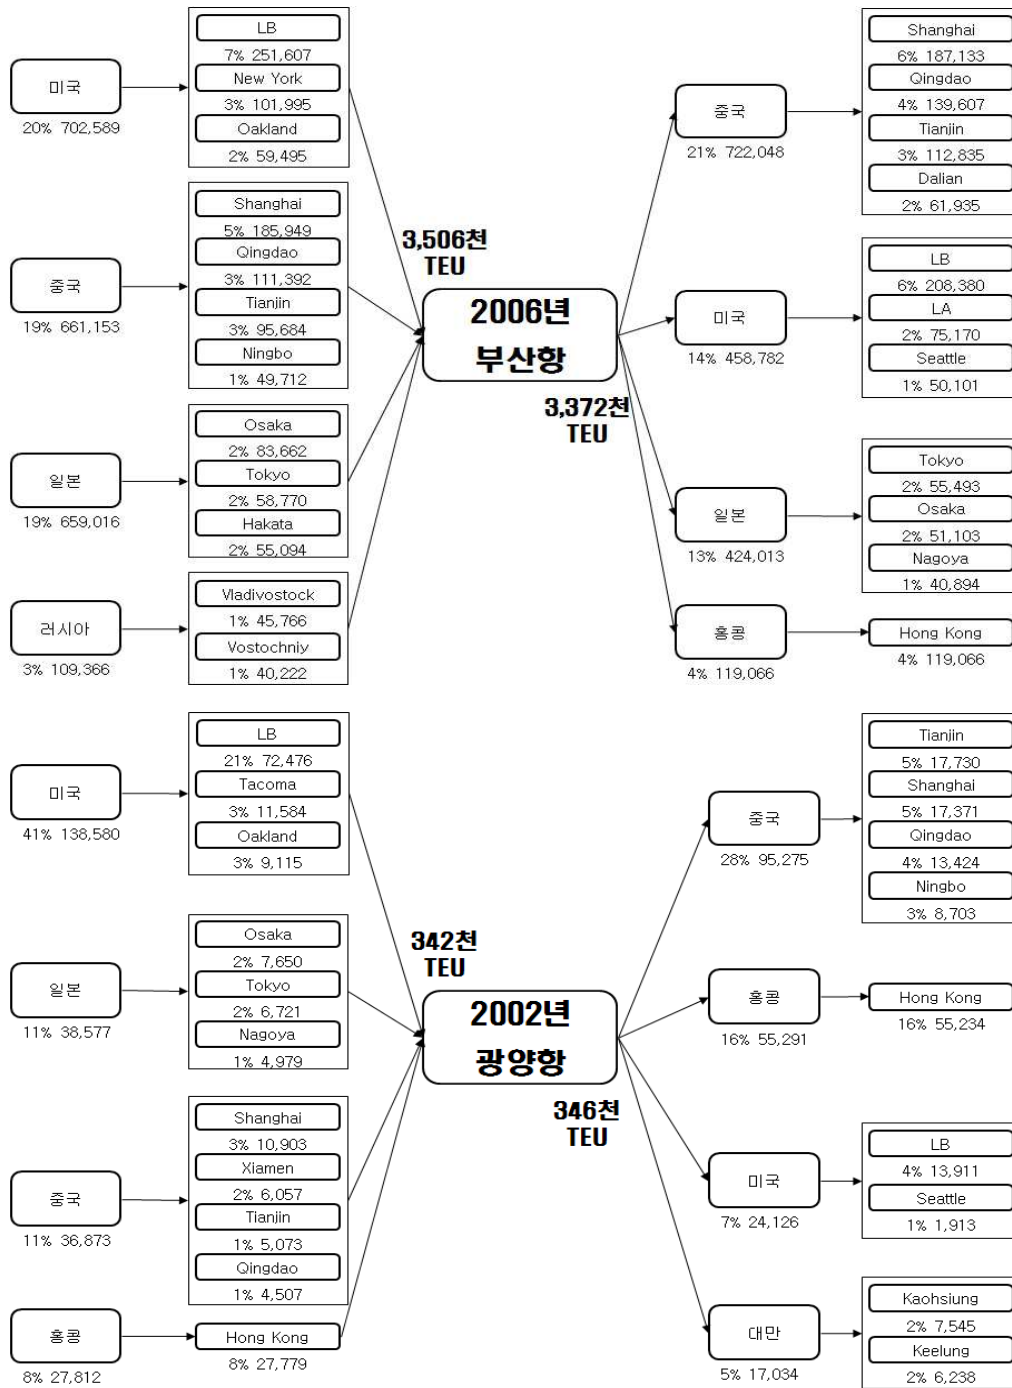 미국
20% 702,589
LB
7% 251,607
New York
3% 101,995
Oakland
2% 59,495
중국
19% 661,153
Shanghai
5% 185,949
Qingdao
3% 111,392
Tianjin
3% 95,684
Ningbo
1% 49,712
일본
19% 659,016
Osaka
2% 83,662
Tokyo
2% 58,770
Hakata
2% 55,094
러시아
3% 109,366
Vladivostock
1% 45,766
Vostochniy
1% 40,222
3,506천
TEU
2006년
부산항
3,372천
TEU
중국
21% 722,048
Shanghai
6% 187,133
Qingdao
4% 139,607
Tianjin
3% 112,835
Dalian
2% 61,935
미국
14% 458,782
LB
6% 208,380
LA
2% 75,170
Seattle
1% 50,101
일본
13% 424,013
Tokyo
2% 55,493
Osaka
2% 51,103
Nagoya
1% 40,894
홍콩
4% 119,066
Hong Kong
4% 119,066
미국
41% 138,580
LB
21% 72,476
Tacoma
3% 11,584
Oakland
3% 9,115
일본
11% 38,577
Osaka
2% 7,650
Tokyo
2% 6,721
Nagoya
1% 4,979
중국
11% 36,873
Shanghai
3% 10,903
Xiamen
2% 6,057
Tianjin
1% 5,073
Qingdao
1% 4,507
홍콩
8% 27,812
Hong Kong
8% 27,779
342천
TEU
2002년
광양항
346천
TEU
중국
28% 95,275
Tianjin
5% 17,730
Shanghai
5% 17,371
Qingdao
4% 13,424
Ningbo
3% 8,703
홍콩
16% 55,291
Hong Kong
16% 55,234
미국
7% 24,126
LB
4% 13,911
Seattle
1% 1,913
대만
5% 17,034
Kaohsiung
2% 7,545
Keelung
2% 6,238